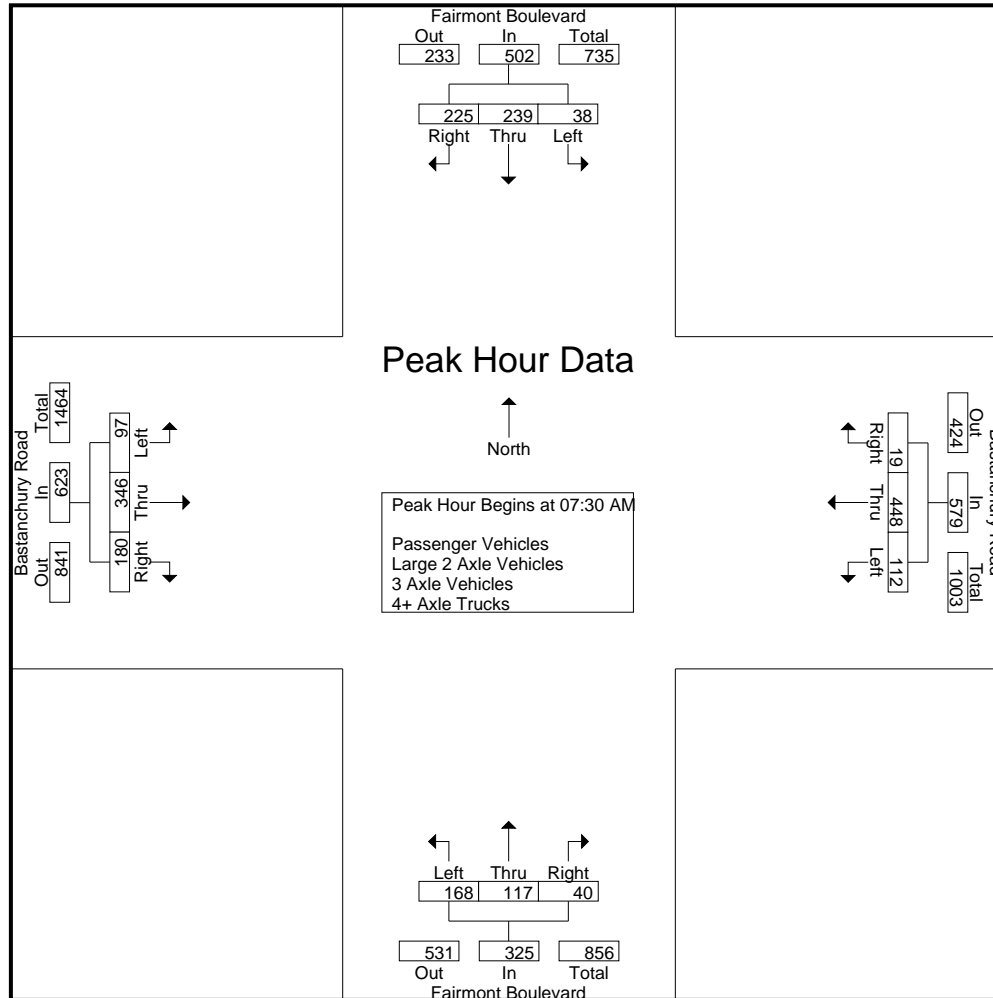 Fairmont Boulevard
Out In Total
233 502 735
225 239 38
Right Thru Left
Peak Hour Data
North
Peak Hour Begins at 07:30 AM
Passenger Vehicles
Large 2 Axle Vehicles
3 Axle Vehicles
4+ Axle Trucks
Bastanchury Road
Total In Out
1464 623 841
97 346 180
Left Thru Right
Bastanchury Road
Out In Total
424 579 1003
19 448 112
Right Thru Left
Left Thru Right
168 117 40
531 325 856
Out In Total
Fairmont Boulevard